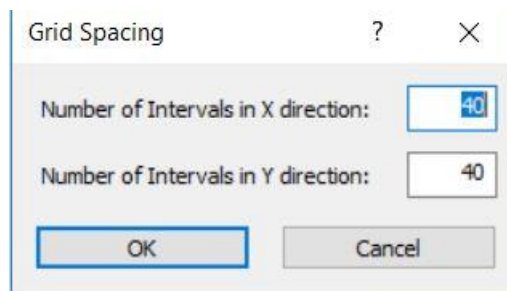 Grid Spacing ?
Number of Intervals in X direction: 40
Number of Intervals in Y direction: 40
OK Cancel